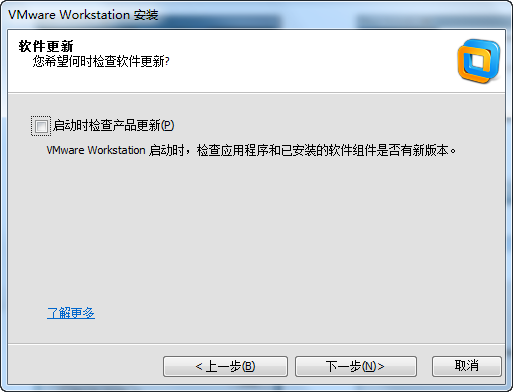 VMware Workstation 安装
软件更新
您希望何时检查软件更新?
启动时检查产品更新(P)
VMware Workstation 启动时，检查应用程序和已安装的软件组件是否有新版本。
了解更多
< 上一步(B)
下一步(N)>
取消